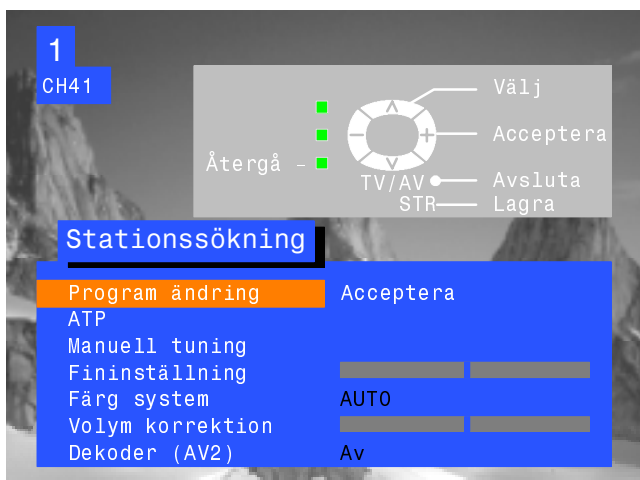 1
CH41
Välj
Acceptera
Återgå
TV/AV Avsluta
STR Lagra
Stationssökning
Program ändring Acceptera
ATP
Manuell tuning
Fininställning
Färg system AUTO
Volym korrektion
Dekoder (AV2) Av